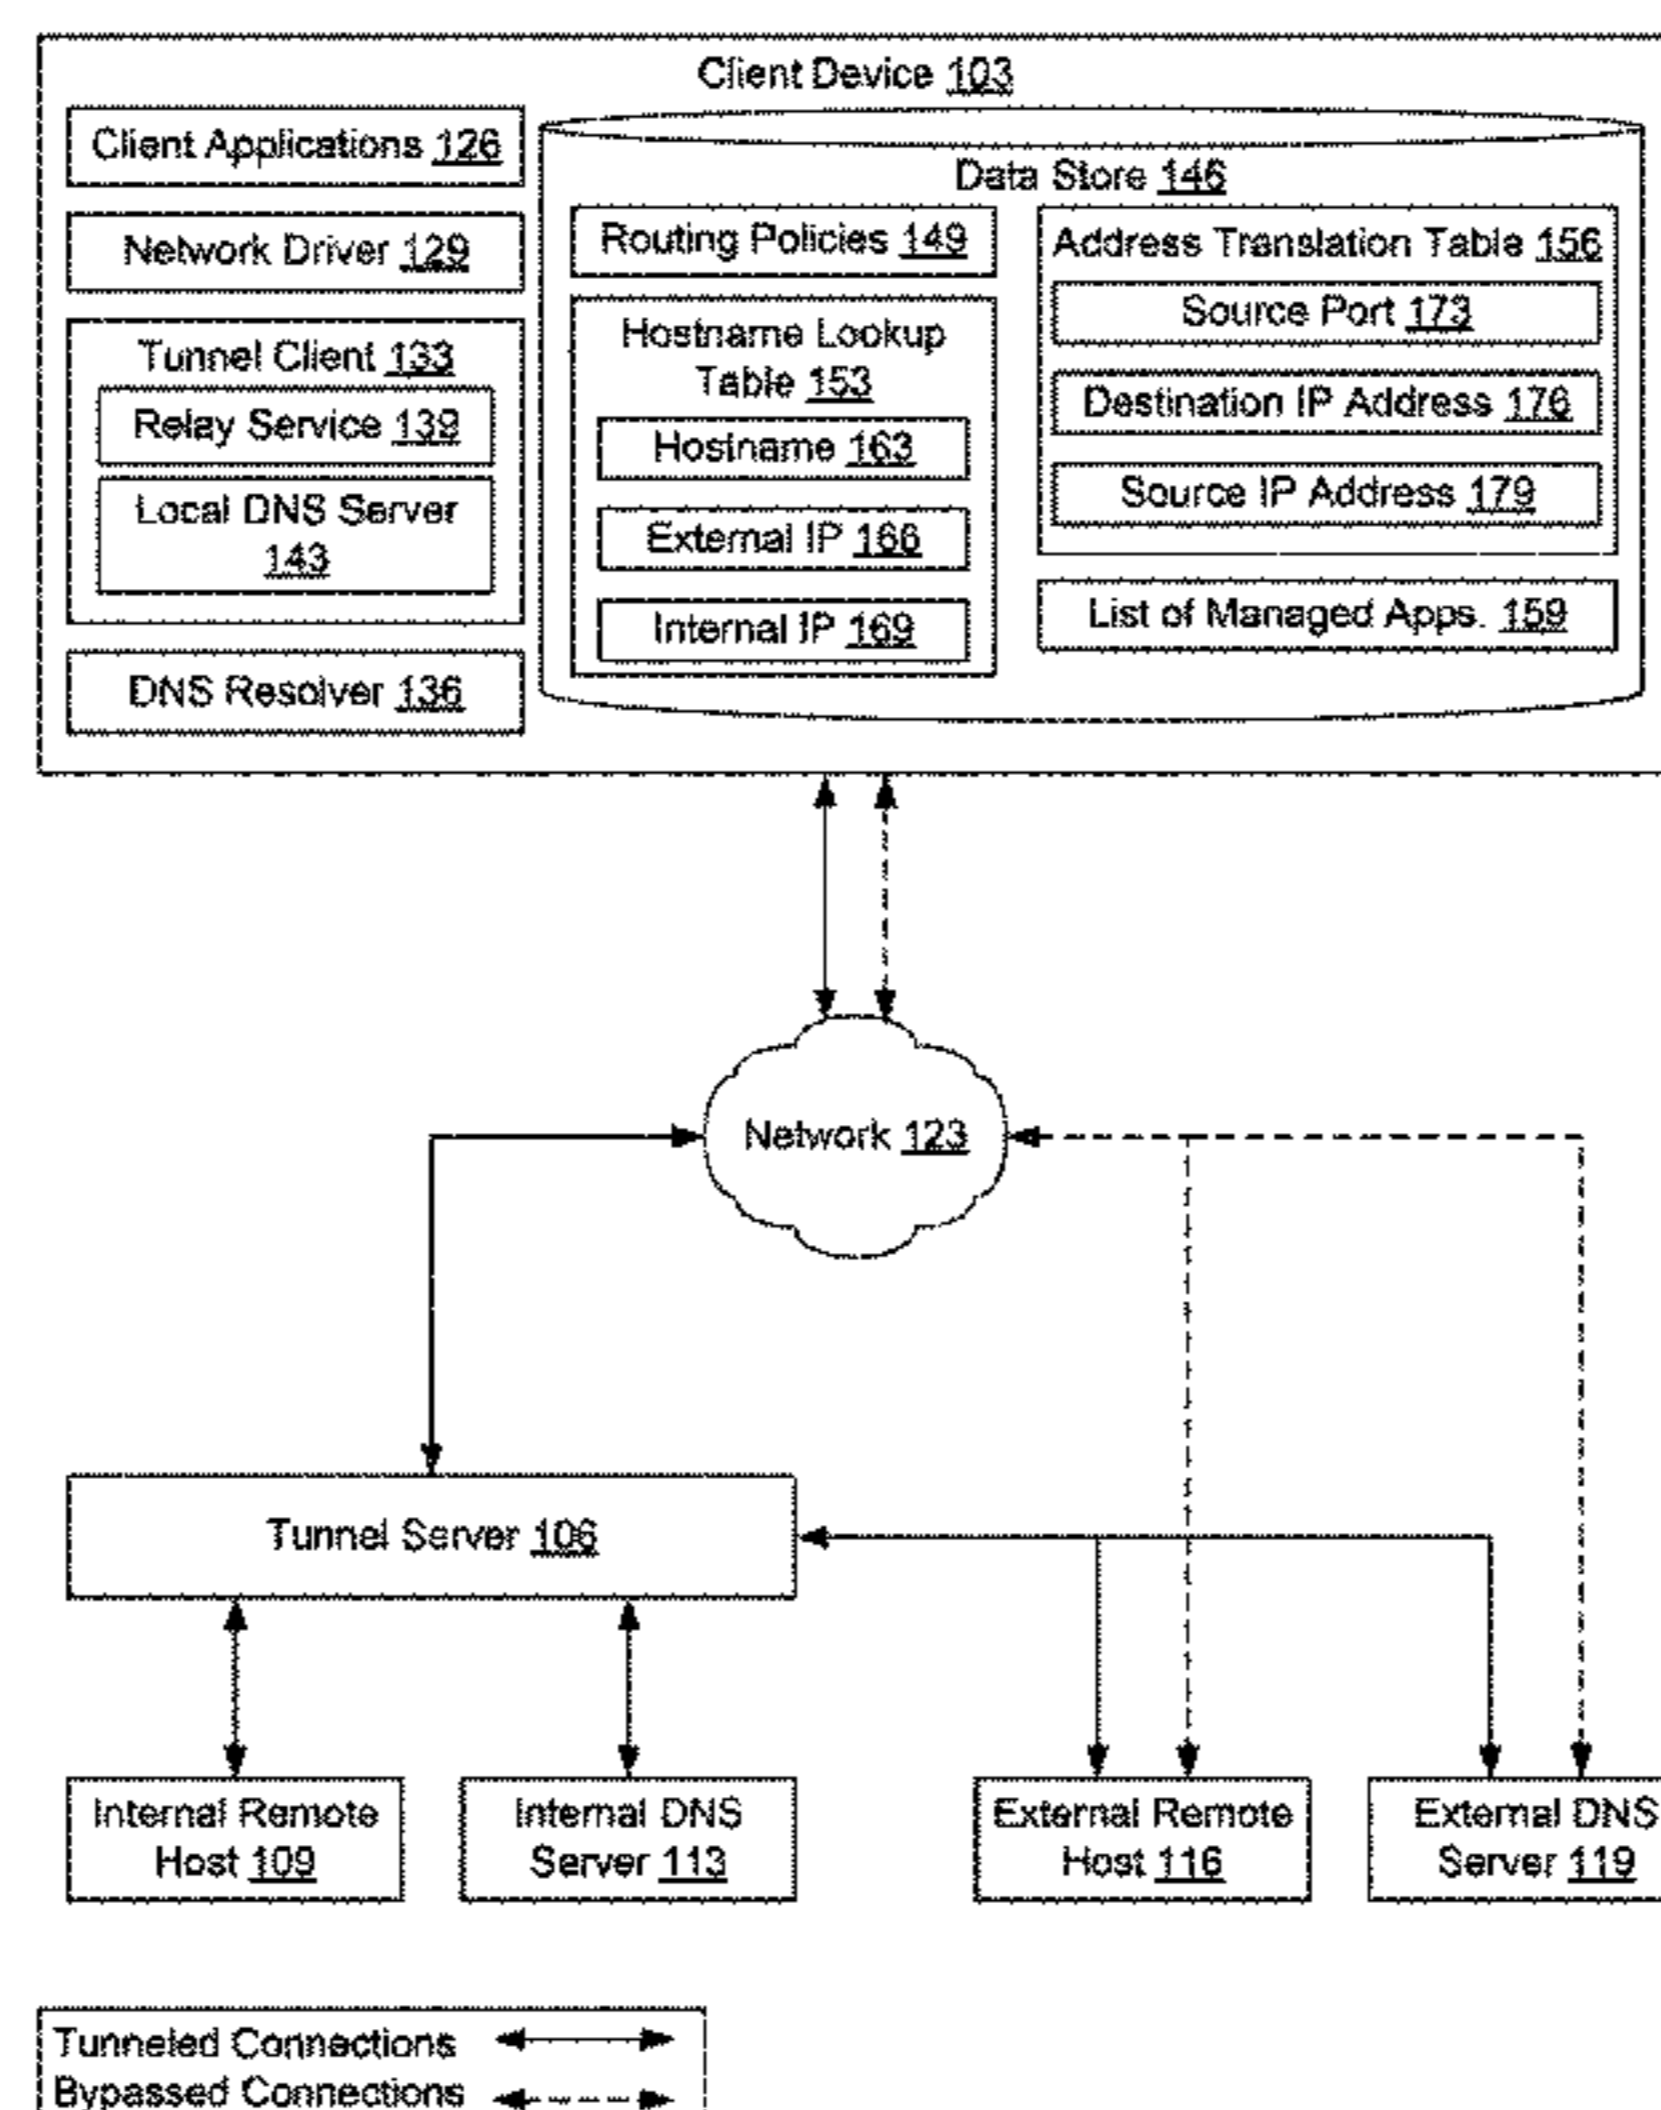 Client Device 103
Client Applications 126
Network Driver 129
Tunnel Client 133
Relay Service 139
Local DNS Server
143
DNS Resolver 136
Data Store 146
Routing Policies 149
Hostname Lookup
Table 153
Hostname 163
External IP 166
Internal IP 169
Address Translation Table 156
Source Port 173
Destination IP Address 176
Source IP Address 179
List of Managed Apps. 159
Network 123
Tunnel Server 106
Internal Remote
Host 109
Internal DNS
Server 113
External Remote
Host 116
External DNS
Server 119
Tunneled Connections
Bypassed Connections